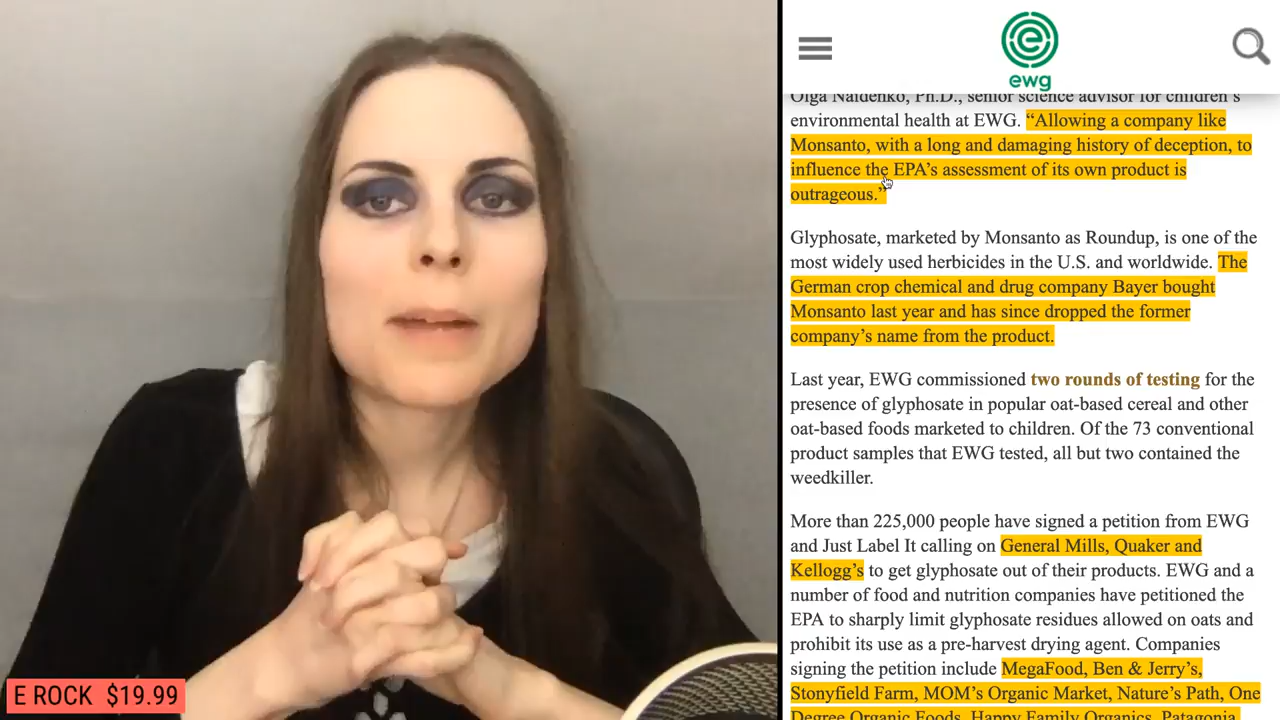 ewg
Olga Naidenko, Ph.D., senior science advisor for children's
environmental health at EWG. “Allowing a company like
Monsanto, with a long and damaging history of deception, to
influence the EPA’s assessment of its own product is
outrageous.”
Glyphosate, marketed by Monsanto as Roundup, is one of the
most widely used herbicides in the U.S. and worldwide. The
German crop chemical and drug company Bayer bought
Monsanto last year and has since dropped the former
company’s name from the product.
Last year, EWG commissioned two rounds of testing for the
presence of glyphosate in popular oat-based cereal and other
oat-based foods marketed to children. Of the 73 conventional
product samples that EWG tested, all but two contained the
weedkiller.
More than 225,000 people have signed a petition from EWG
and Just Label It calling on General Mills, Quaker and
Kellogg’s to get glyphosate out of their products. EWG and a
number of food and nutrition companies have petitioned the
EPA to sharply limit glyphosate residues allowed on oats and
prohibit its use as a pre-harvest drying agent. Companies
signing the petition include MegaFood, Ben & Jerry’s,
Stonyfield Farm, MOM’s Organic Market, Nature’s Path, One
Degree Organic Foods, Happy Family Organics, Patagonia
E ROCK $19.99